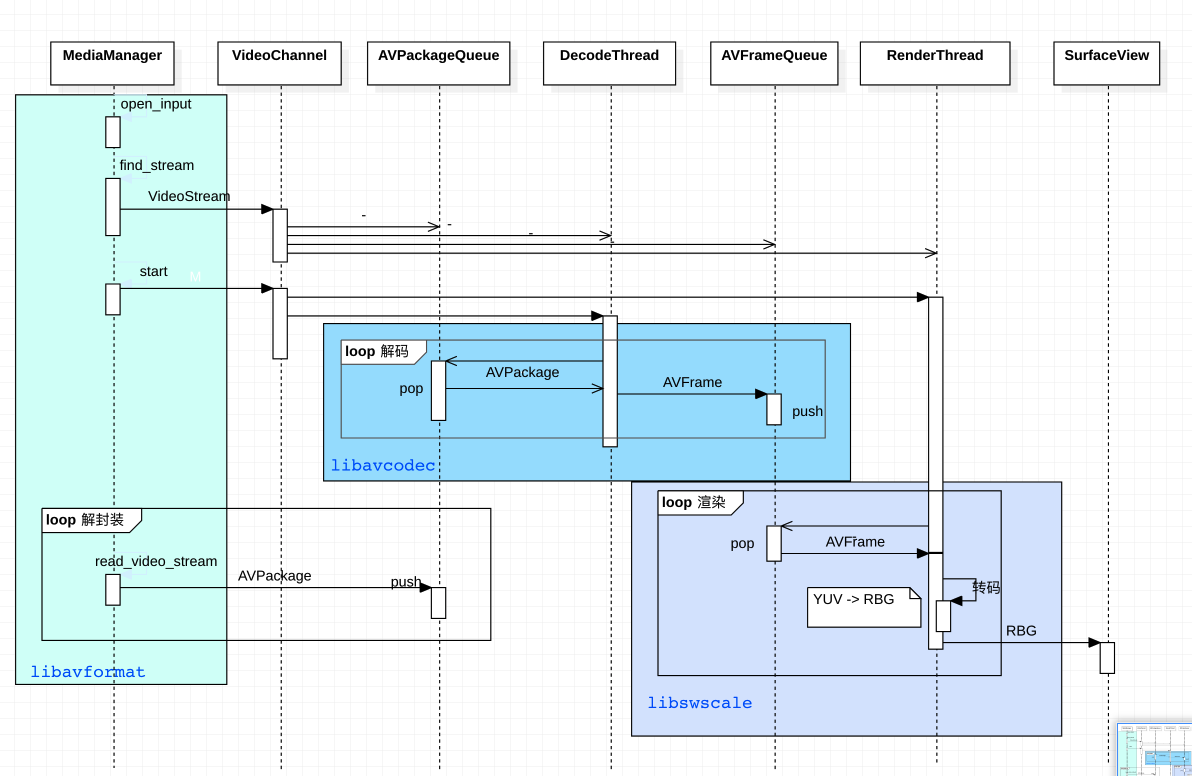 MediaManager
VideoChannel
AVPackageQueue
DecodeThread
AVFrameQueue
RenderThread
SurfaceView
open_input
find_stream
VideoStream
-
-
-
-
start
M
loop 解码
AVPackage
pop
AVFrame
push
libavcodec
loop 渲染
loop 解封装
pop
AVFrame
read_video_stream
AVPackage
push
转码
YUV -> RBG
RBG
libavformat
libswscale